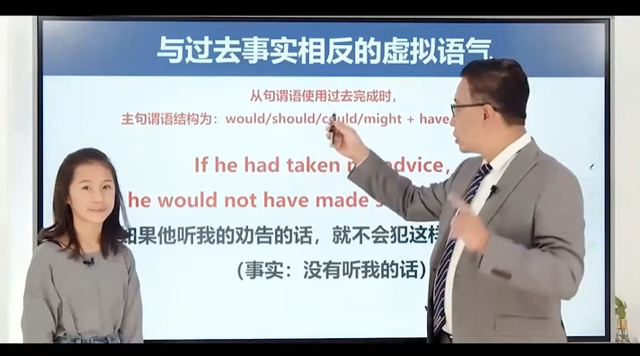 与过去事实相反的虚拟语气
从句谓语使用过去完成时，
主句谓语结构为：would/should/could/might + have
If he had taken advice,
he would not have made
如果他听我的劝告的话，就不会犯这样
（事实：没有听我的话）